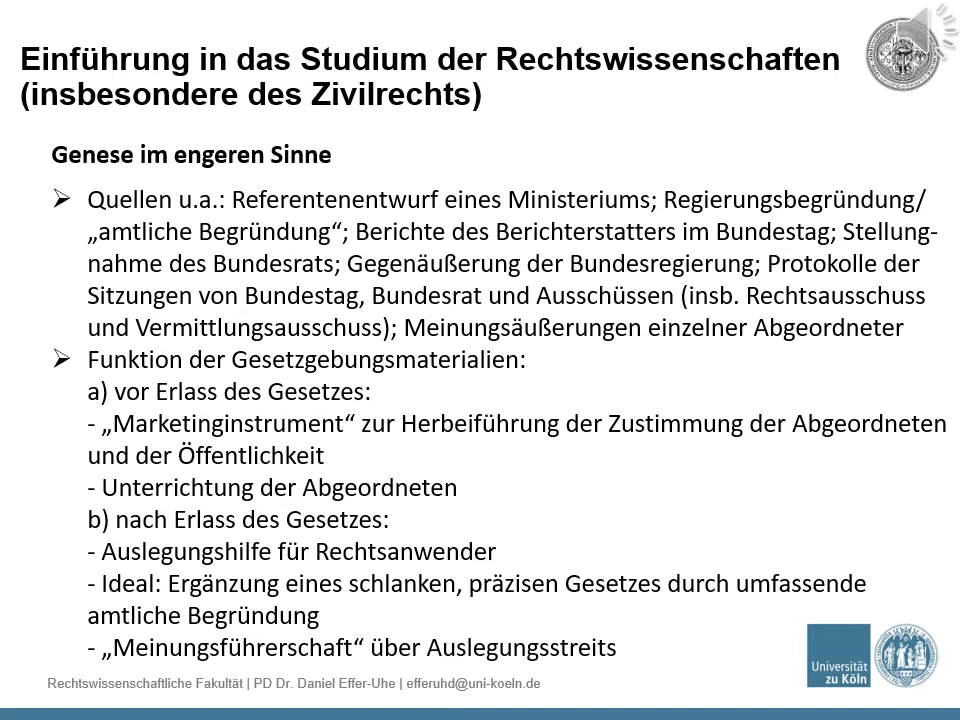 Einführung in das Studium der Rechtswissenschaften
(insbesondere des Zivilrechts)
Genese im engeren Sinne
➢ Quellen u.a.: Referentenentwurf eines Ministeriums; Regierungsbegründung/
„amtliche Begründung“; Berichte des Berichterstatters im Bundestag; Stellung-
nahme des Bundesrats; Gegenäußerung der Bundesregierung; Protokolle der
Sitzungen von Bundestag, Bundesrat und Ausschüssen (insb. Rechtsausschuss
und Vermittlungsausschuss); Meinungsäußerungen einzelner Abgeordneter
➢ Funktion der Gesetzgebungsmaterialien:
a) vor Erlass des Gesetzes:
- „Marketinginstrument“ zur Herbeiführung der Zustimmung der Abgeordneten
und der Öffentlichkeit
- Unterrichtung der Abgeordneten
b) nach Erlass des Gesetzes:
- Auslegungshilfe für Rechtsanwender
- Ideal: Ergänzung eines schlanken, präzisen Gesetzes durch umfassende
amtliche Begründung
- „Meinungsführerschaft“ über Auslegungsstreits
Universität
zu Köln
Rechtswissenschaftliche Fakultät | PD Dr. Daniel Effer-Uhe | efferuhd@uni-koeln.de